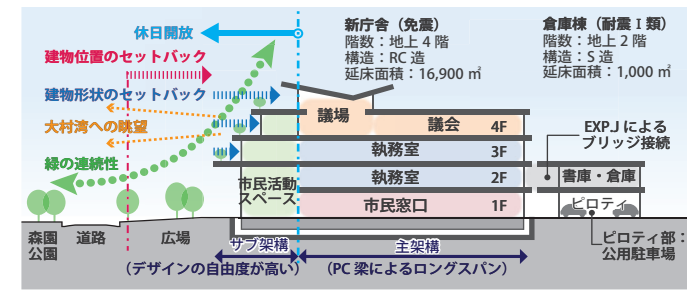 休日開放
新庁舎（免震）
階数：地上４階
構造：RC 造
延床面積：16,900 ㎡
倉庫棟（耐震Ⅰ類）
階数：地上２階
構造：S 造
延床面積：1,000 ㎡
建物位置のセットバック
建物形状のセットバック
大村湾への眺望
緑の連続性
議場
議会 4F
執務室 3F
執務室 2F
市民窓口 1F
市民活動
スペース
EXP.J による
ブリッジ接続
書庫・倉庫
ピロティ
ピロティ部：
公用駐車場
森園
公園
道路
広場
サブ架構
主架構
（デザインの自由度が高い）
（PC 梁によるロングスパン）